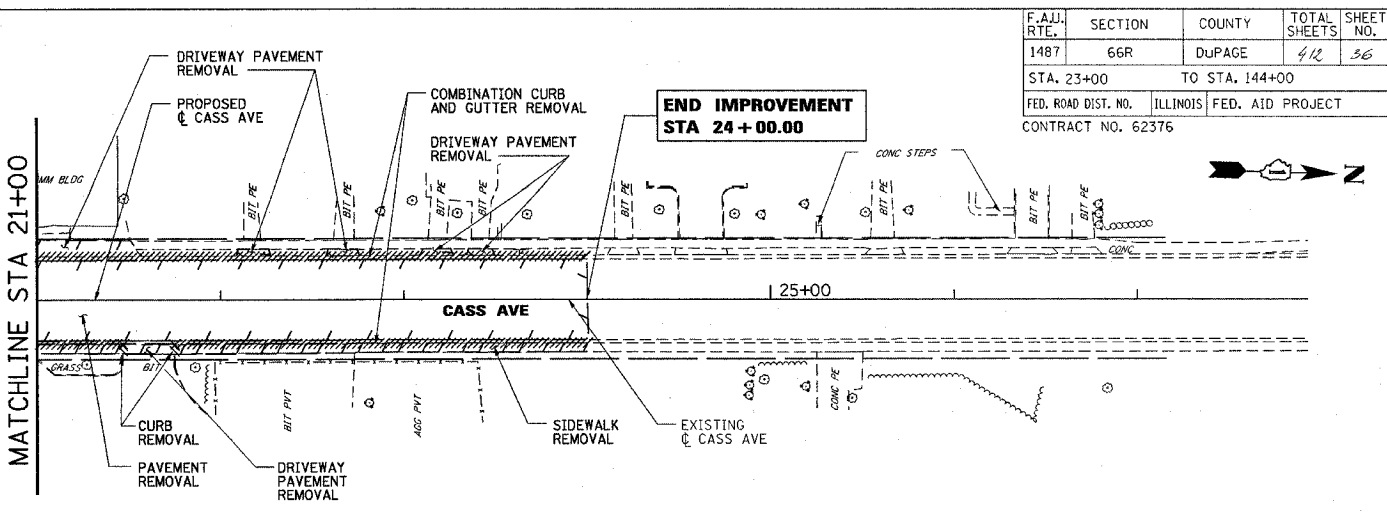 F.A.U. RTE. SECTION COUNTY TOTAL SHEETS SHEET NO.
1487 66R DuPAGE 412 36
STA. 23+00 TO STA. 144+00
FED. ROAD DIST. NO. ILLINOIS FED. AID PROJECT
CONTRACT NO. 62376
DRIVEWAY PAVEMENT
REMOVAL
PROPOSED
℄ CASS AVE
COMBINATION CURB
AND GUTTER REMOVAL
DRIVEWAY PAVEMENT
REMOVAL
END IMPROVEMENT
STA 24+00.00
CONC STEPS
N
MATCHLINE STA 21+00
MM BLDG
BIT PE
BIT PE
BIT PE
BIT PE
BIT PE
BIT PE
BIT PE
BIT PE
CONC
25+00
CASS AVE
GRASS
BIT
BIT PVT
AGG PVT
CONC PE
CURB
REMOVAL
PAVEMENT
REMOVAL
DRIVEWAY
PAVEMENT
REMOVAL
SIDEWALK
REMOVAL
EXISTING
℄ CASS AVE